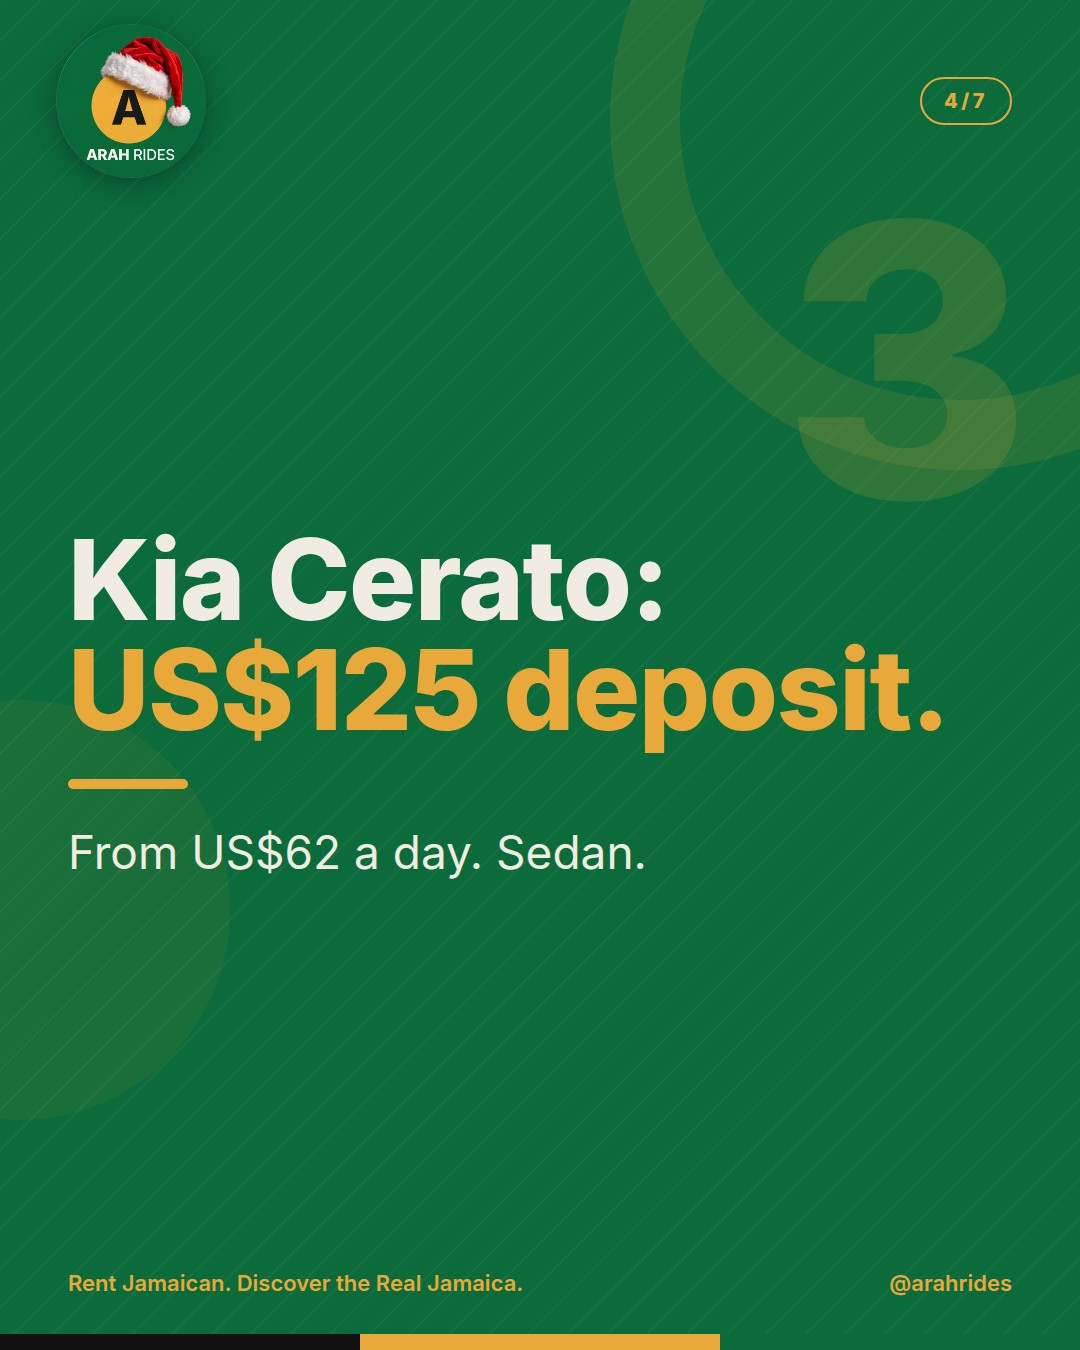 A
ARAH RIDES
4/7
3
Kia Cerato:
US$125 deposit.
From US$62 a day. Sedan.
Rent Jamaican. Discover the Real Jamaica.
@arahrides